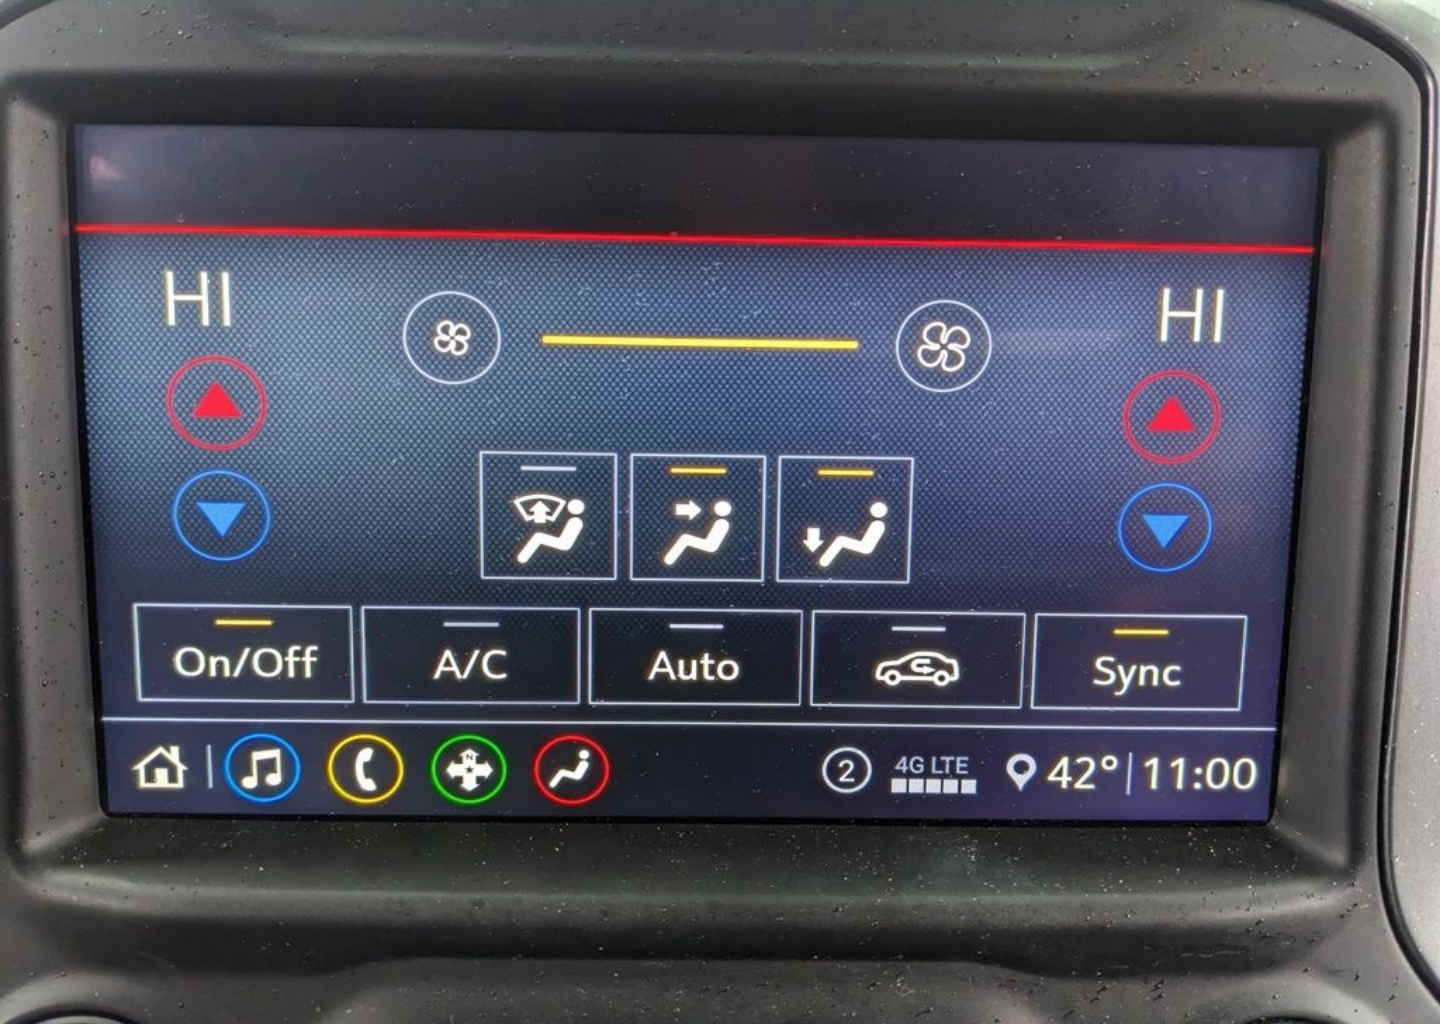 HI HI
On/Off A/C Auto Sync
N
2 4G LTE 42° 11:00